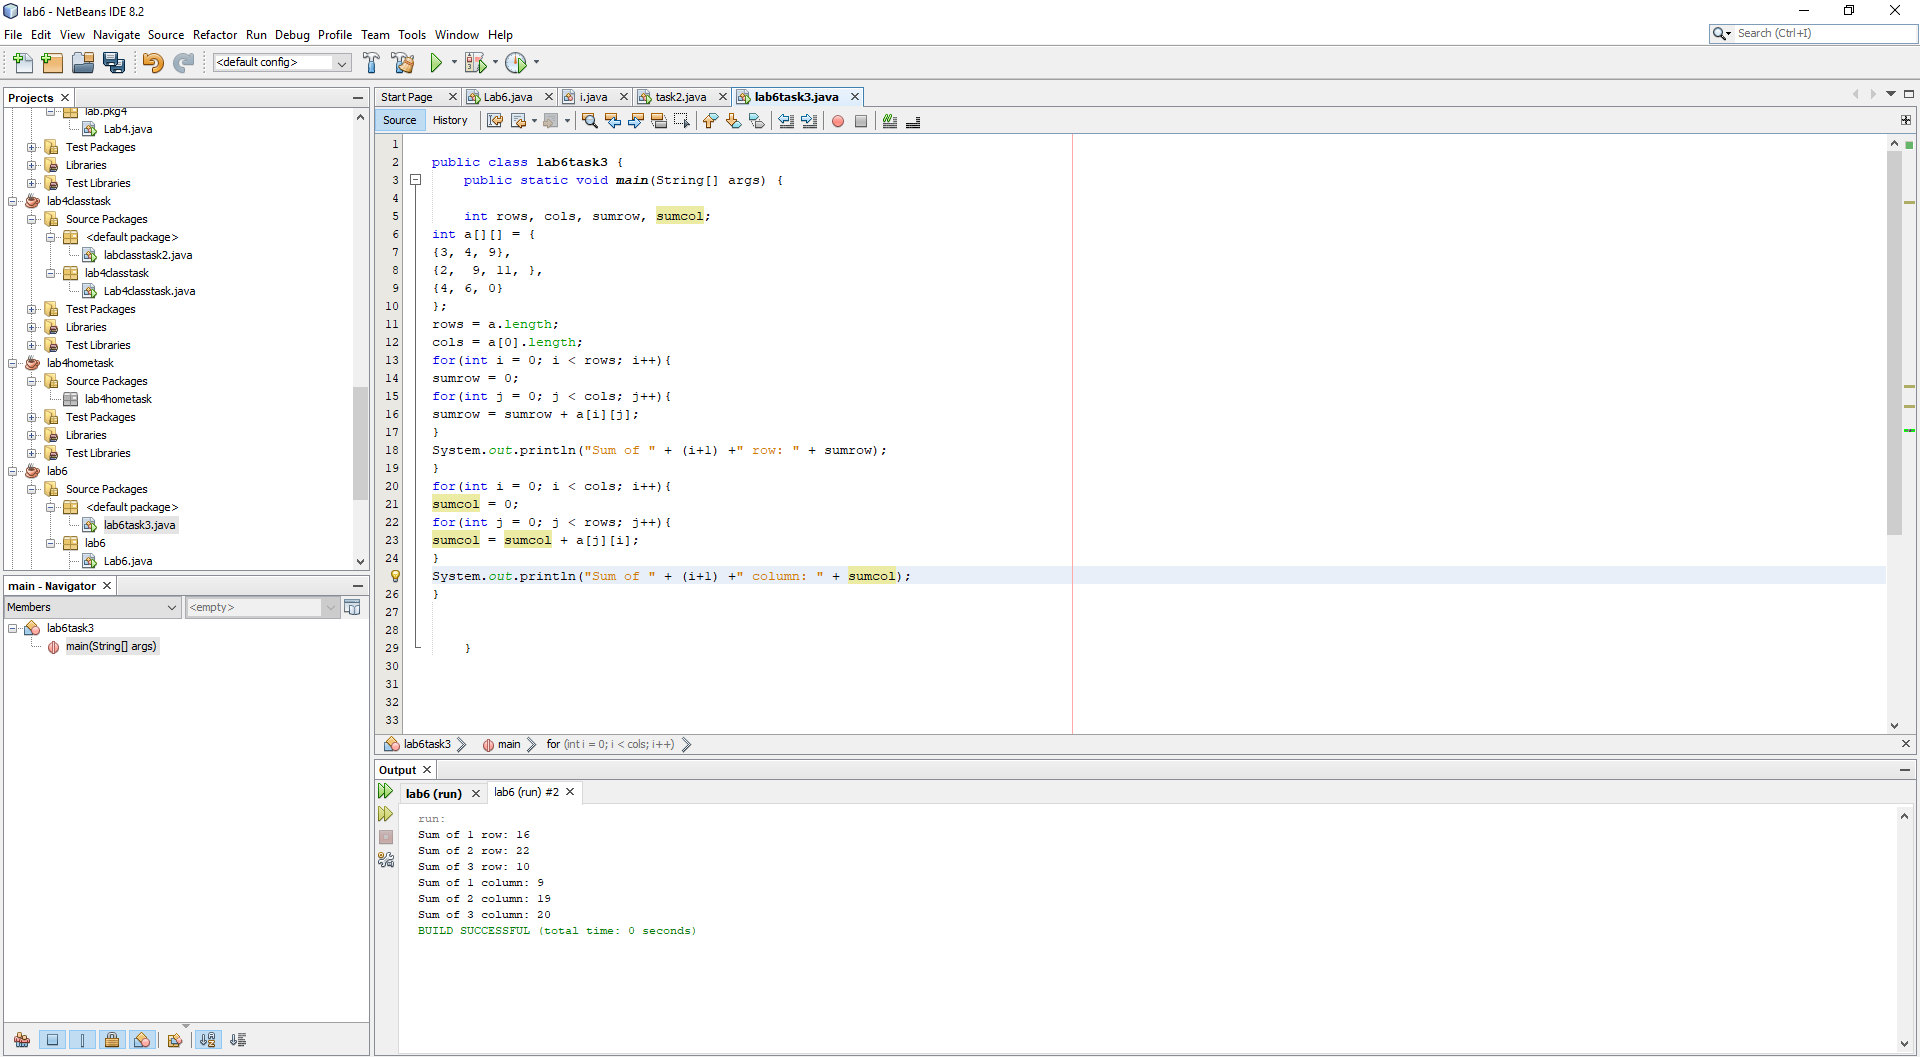 lab6 - NetBeans IDE 8.2
File Edit View Navigate Source Refactor Run Debug Profile Team Tools Window Help
Search (Ctrl+I)
<default config>
Projects
lab.pkg4
Lab4.java
Test Packages
Libraries
Test Libraries
lab4classtask
Source Packages
<default package>
labclasstask2.java
lab4classtask
Lab4classtask.java
Test Packages
Libraries
Test Libraries
lab4hometask
Source Packages
lab4hometask
Test Packages
Libraries
Test Libraries
lab6
Source Packages
<default package>
lab6task3.java
lab6
Lab6.java
main - Navigator
Members
<empty>
lab6task3
main(String[] args)
Start Page Lab6.java i.java task2.java lab6task3.java
Source History
1
2 public class lab6task3 {
3 public static void main(String[] args) {
4
5 int rows, cols, sumrow, sumcol;
6 int a[][] = {
7 {3, 4, 9},
8 {2,   9, 11, },
9 {4, 6, 0}
10 };
11 rows = a.length;
12 cols = a[0].length;
13 for(int i = 0; i < rows; i++){
14 sumrow = 0;
15 for(int j = 0; j < cols; j++){
16 sumrow = sumrow + a[i][j];
17 }
18 System.out.println("Sum of " + (i+1) +" row: " + sumrow);
19 }
20 for(int i = 0; i < cols; i++){
21 sumcol = 0;
22 for(int j = 0; j < rows; j++){
23 sumcol = sumcol + a[j][i];
24 }
System.out.println("Sum of " + (i+1) +" column: " + sumcol);
26 }
27
28
29 }
30
31
32
33
lab6task3 main for (int i = 0; i < cols; i++)
Output
lab6 (run) lab6 (run) #2
run:
Sum of 1 row: 16
Sum of 2 row: 22
Sum of 3 row: 10
Sum of 1 column: 9
Sum of 2 column: 19
Sum of 3 column: 20
BUILD SUCCESSFUL (total time: 0 seconds)